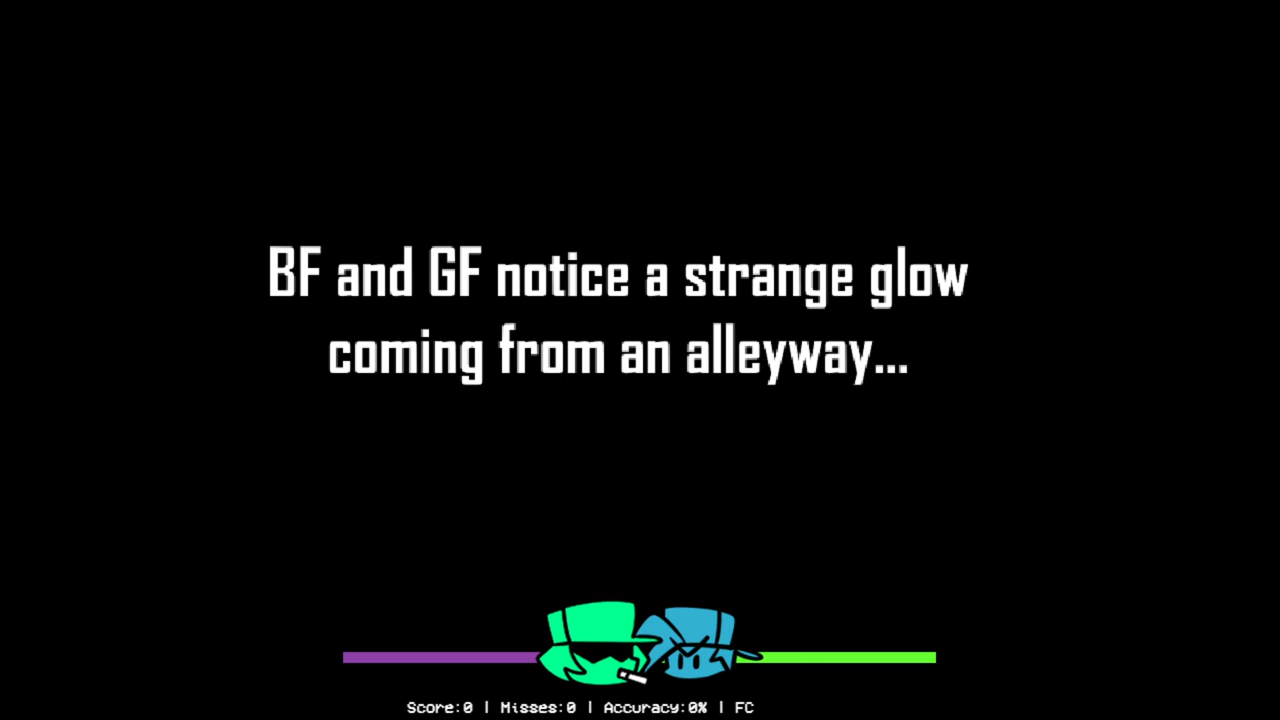 BF and GF notice a strange glow
coming from an alleyway...
Score:0 | Misses:0 | Accuracy:0% | FC